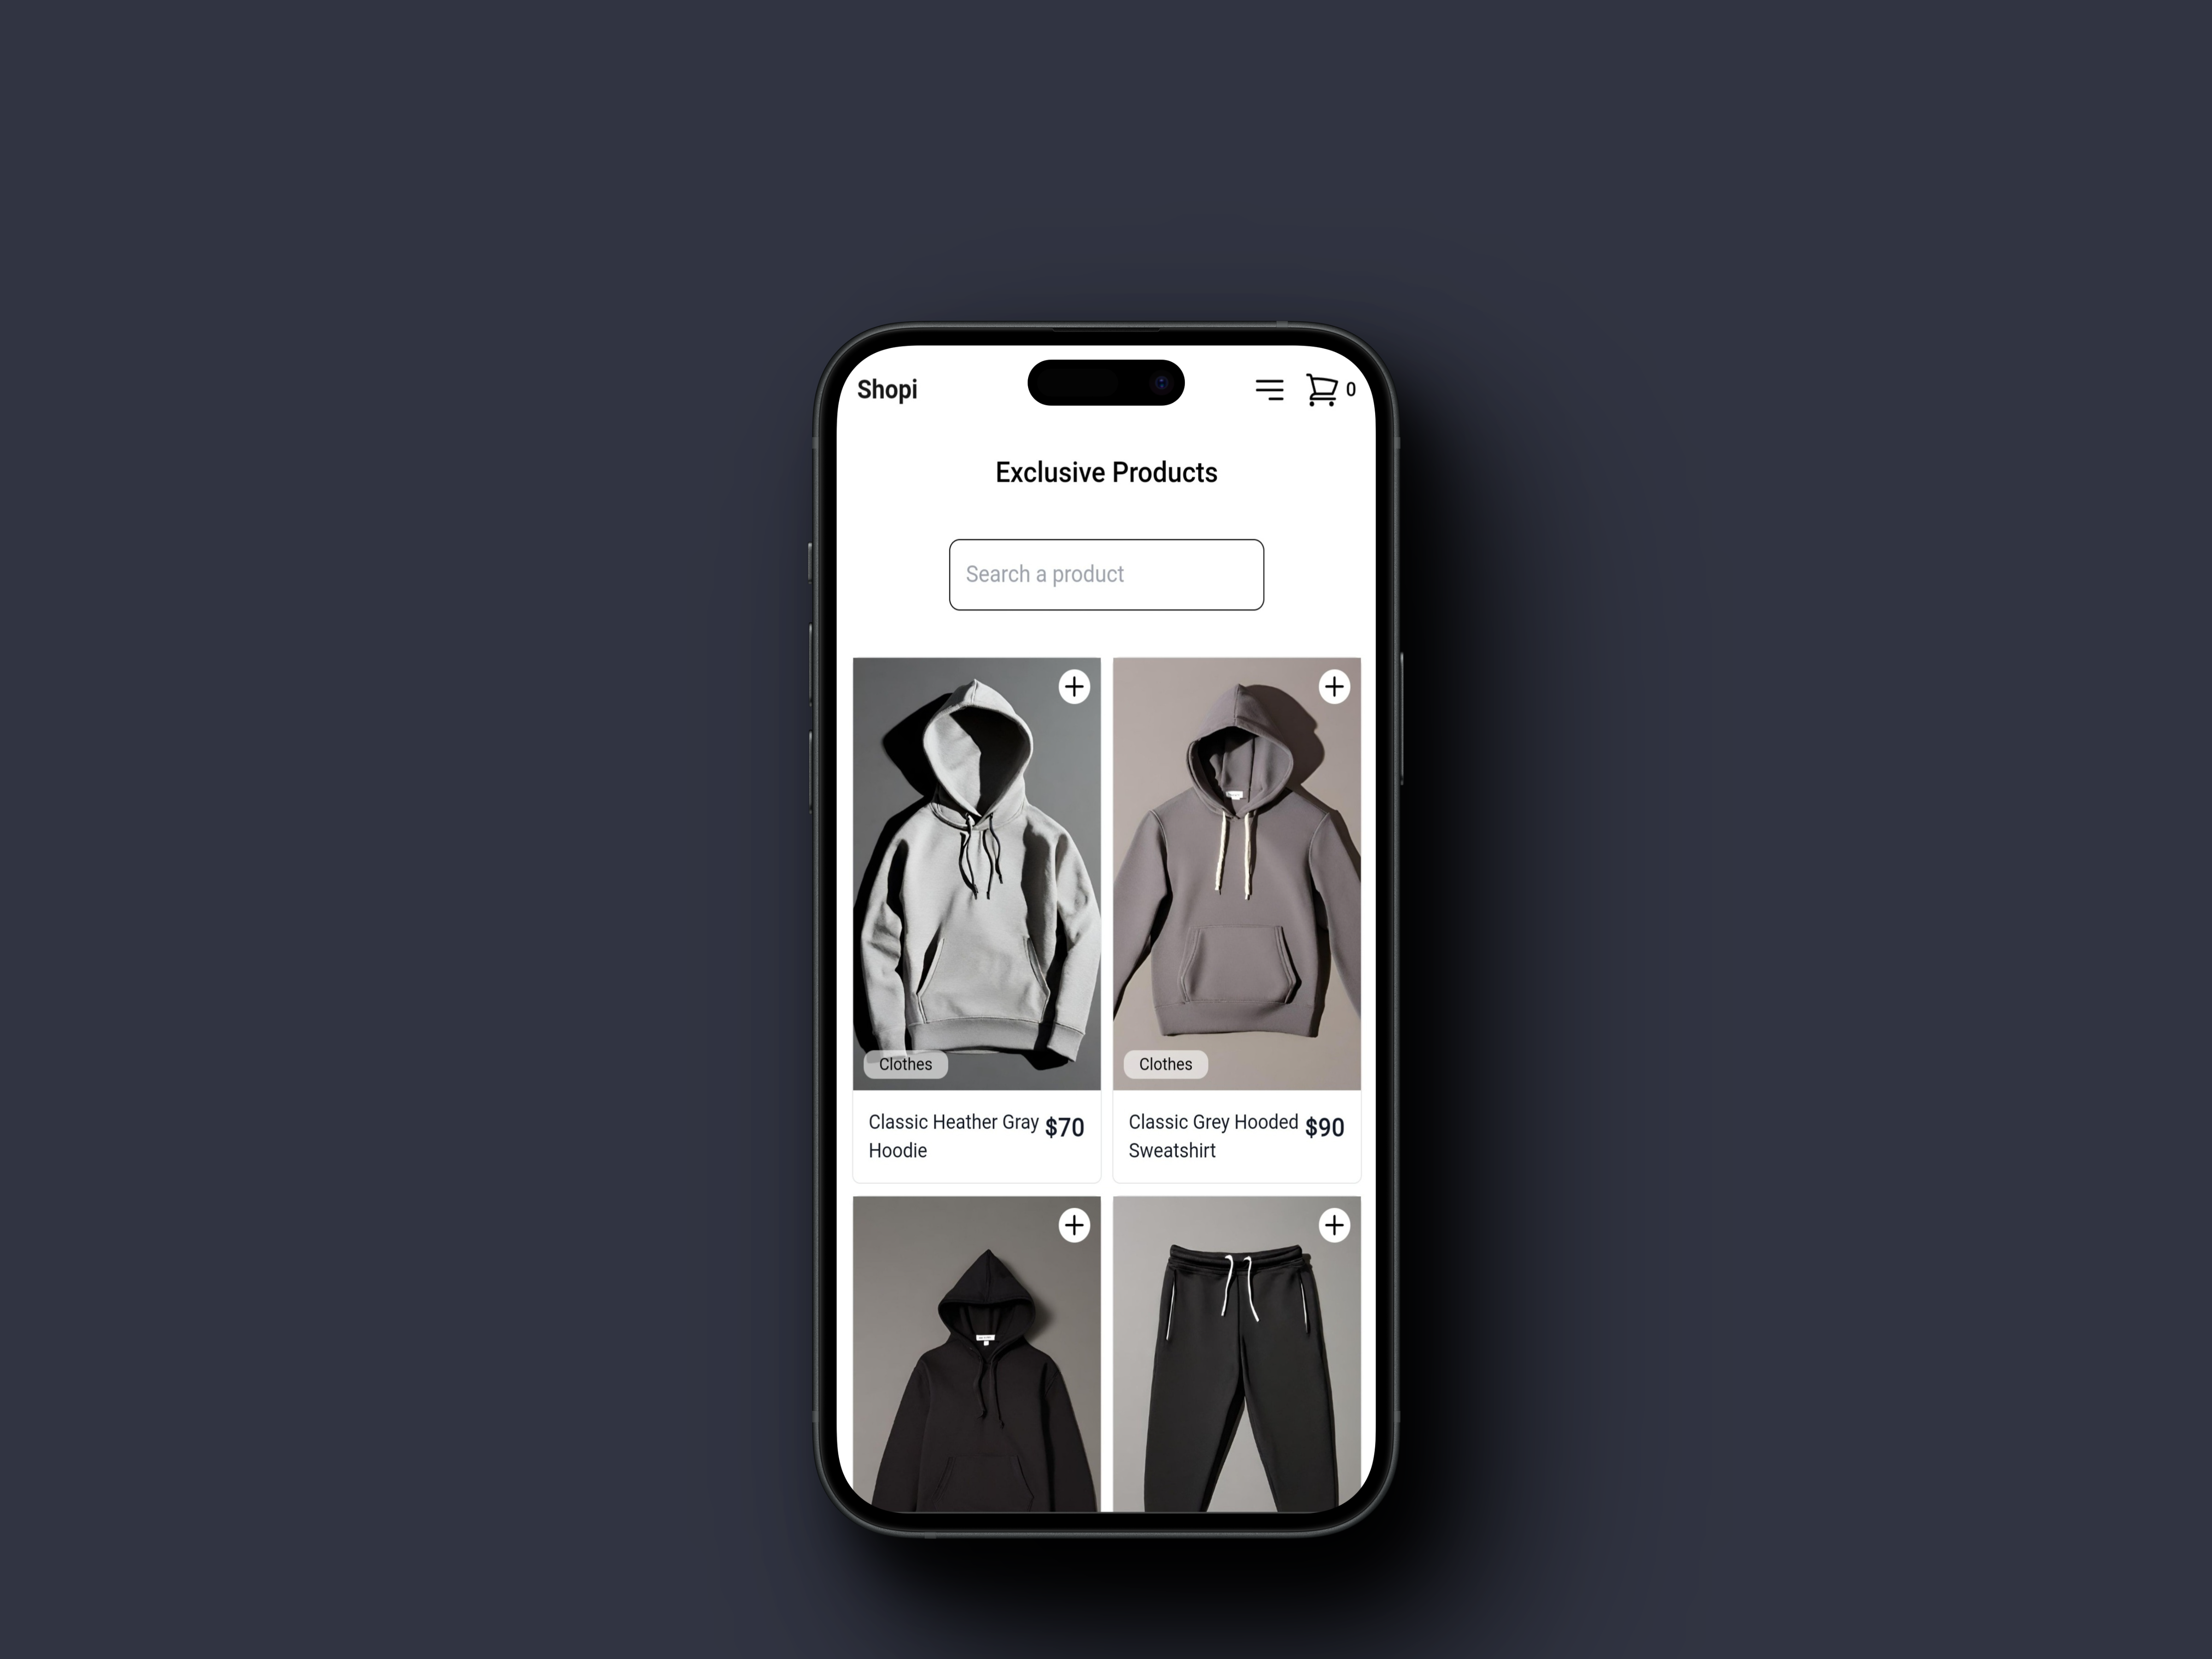 Shopi
0
Exclusive Products
Search a product
Clothes
Clothes
Classic Heather Gray $70
Hoodie
Classic Grey Hooded $90
Sweatshirt